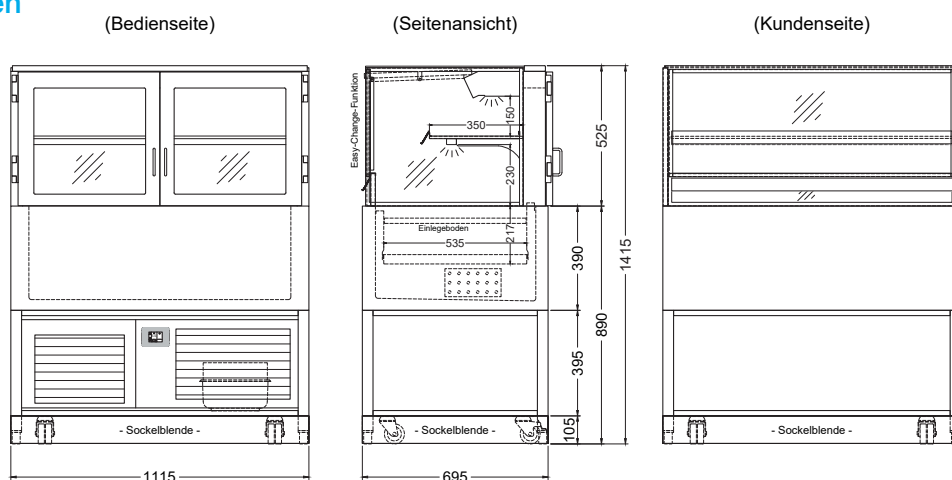 en
(Bedienseite)
(Seitenansicht)
(Kundenseite)
Easy-Change-Funktion
350
150
230
525
Einlegeboden
535
217
390
890
1415
395
105
- Sockelblende -
- Sockelblende -
- Sockelblende -
1115
695